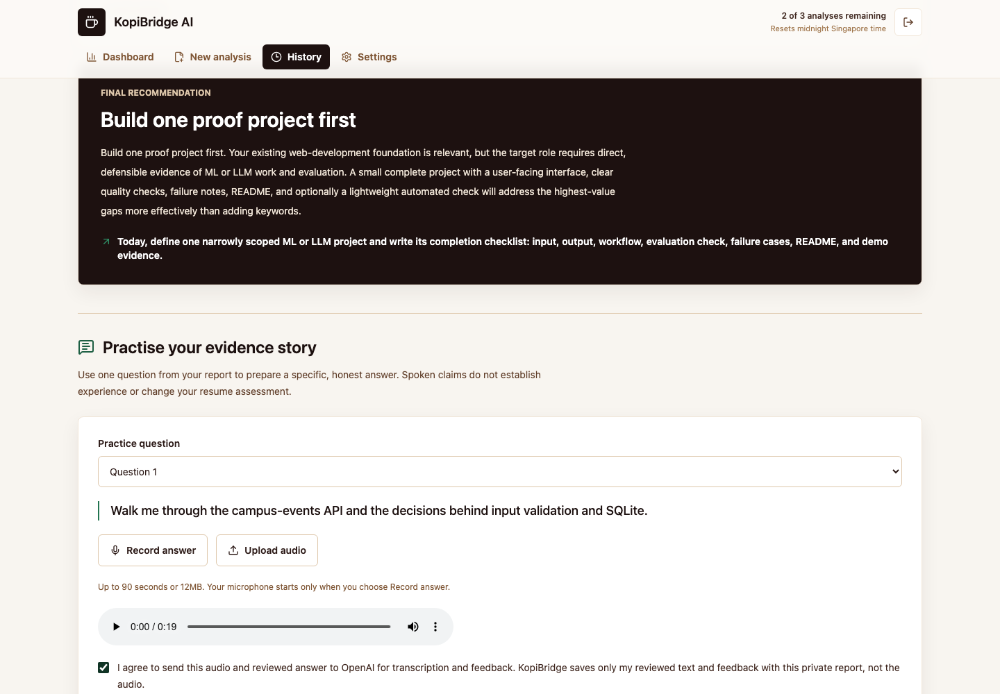 KopiBridge AI
2 of 3 analyses remaining
Resets midnight Singapore time
Dashboard
New analysis
History
Settings
FINAL RECOMMENDATION
Build one proof project first
Build one proof project first. Your existing web-development foundation is relevant, but the target role requires direct,
defensible evidence of ML or LLM work and evaluation. A small complete project with a user-facing interface, clear
quality checks, failure notes, README, and optionally a lightweight automated check will address the highest-value
gaps more effectively than adding keywords.
Today, define one narrowly scoped ML or LLM project and write its completion checklist: input, output, workflow, evaluation check, failure cases, README, and demo
evidence.
Practise your evidence story
Use one question from your report to prepare a specific, honest answer. Spoken claims do not establish
experience or change your resume assessment.
Practice question
Question 1
Walk me through the campus-events API and the decisions behind input validation and SQLite.
Record answer
Upload audio
Up to 90 seconds or 12MB. Your microphone starts only when you choose Record answer.
0:00 / 0:19
I agree to send this audio and reviewed answer to OpenAI for transcription and feedback. KopiBridge saves only my reviewed text and feedback with this private report, not the
audio.